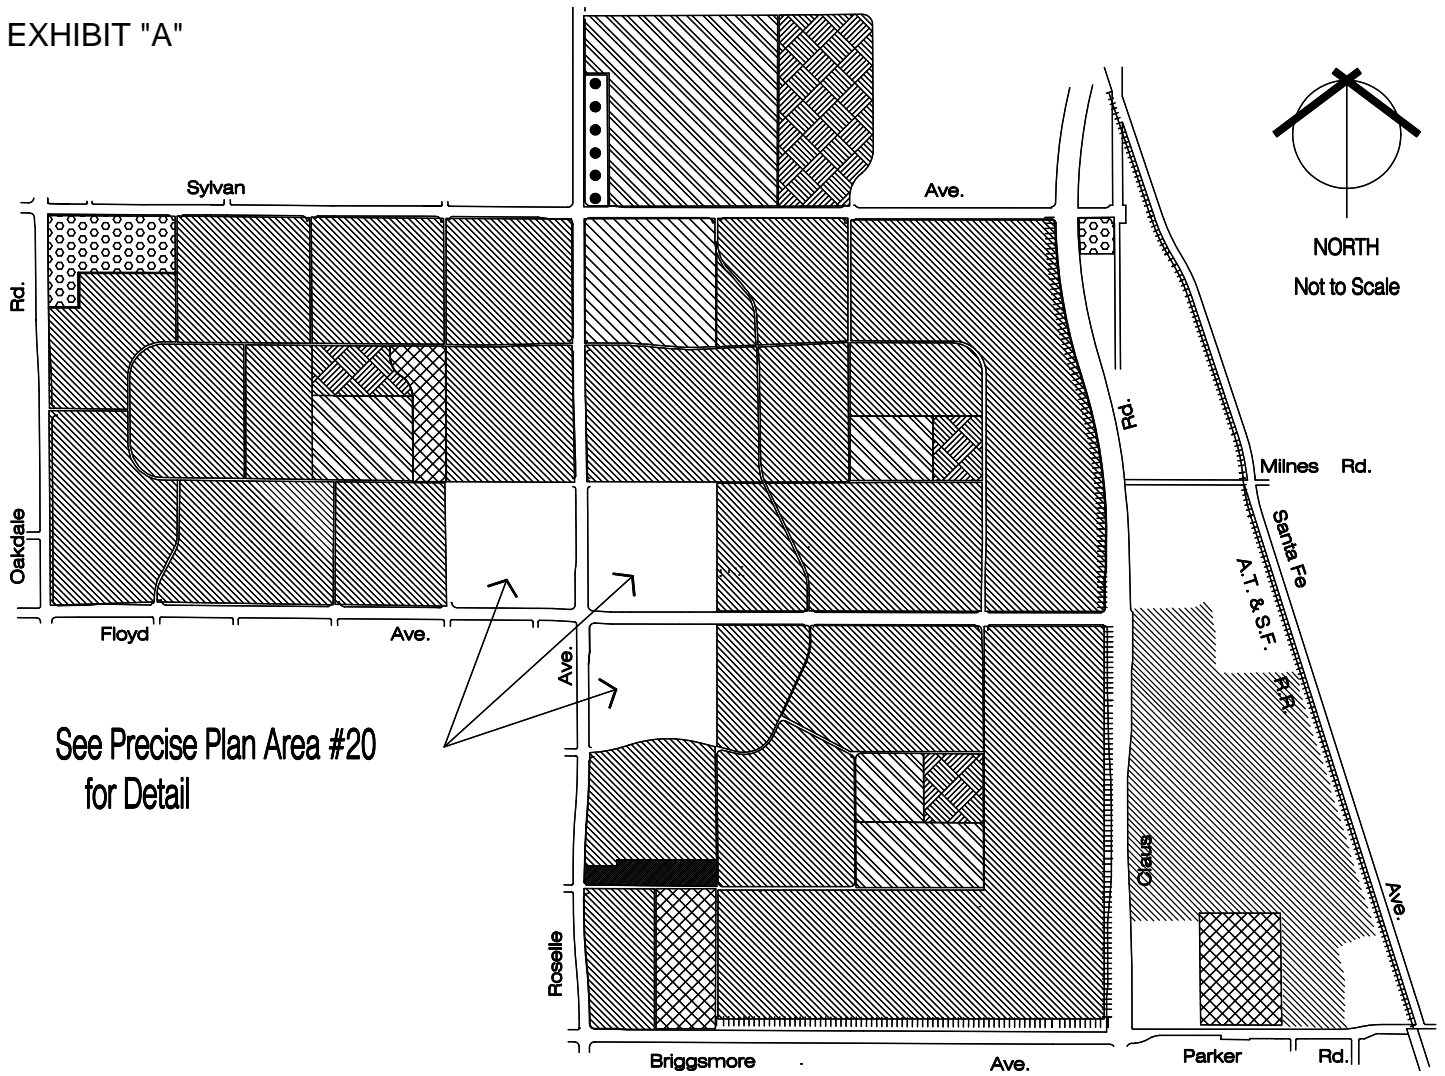 EXHIBIT "A"
Sylvan Ave.
NORTH
Not to Scale
Rd.
Rd.
Milnes Rd.
Oakdale
Santa Fe
A.T. & S.F. R.R.
Floyd Ave.
Ave.
See Precise Plan Area #20
for Detail
Claus
Ave.
Roselle
Briggsmore Ave.
Parker Rd.